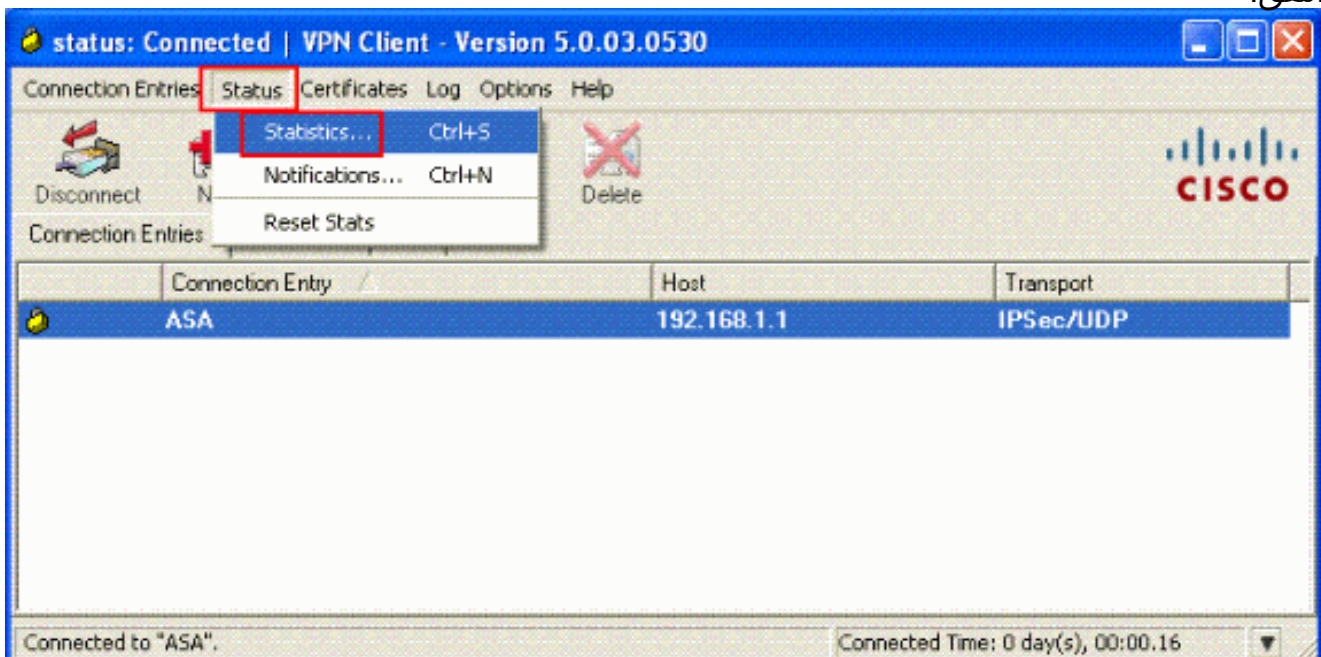 status: Connected | VPN Client - Version 5.0.03.0530
Connection Entries Status Certificates Log Options Help
Statistics... Ctrl+S
Notifications... Ctrl+N
Reset Stats
Disconnect
Delete
CISCO
Connection Entries
Connection Entry Host Transport
ASA 192.168.1.1 IPSec/UDP
Connected to "ASA". Connected Time: 0 day(s), 00:00.16